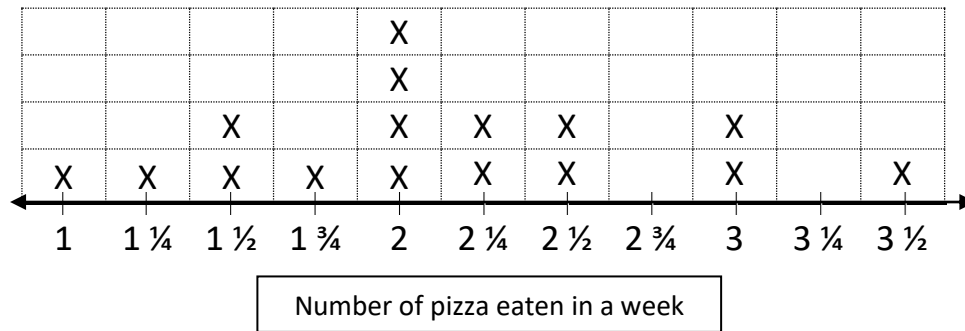 X
X
X X X X X
X X X X X X X X X
1 1 ¼ 1 ½ 1 ¾ 2 2 ¼ 2 ½ 2 ¾ 3 3 ¼ 3 ½
Number of pizza eaten in a week